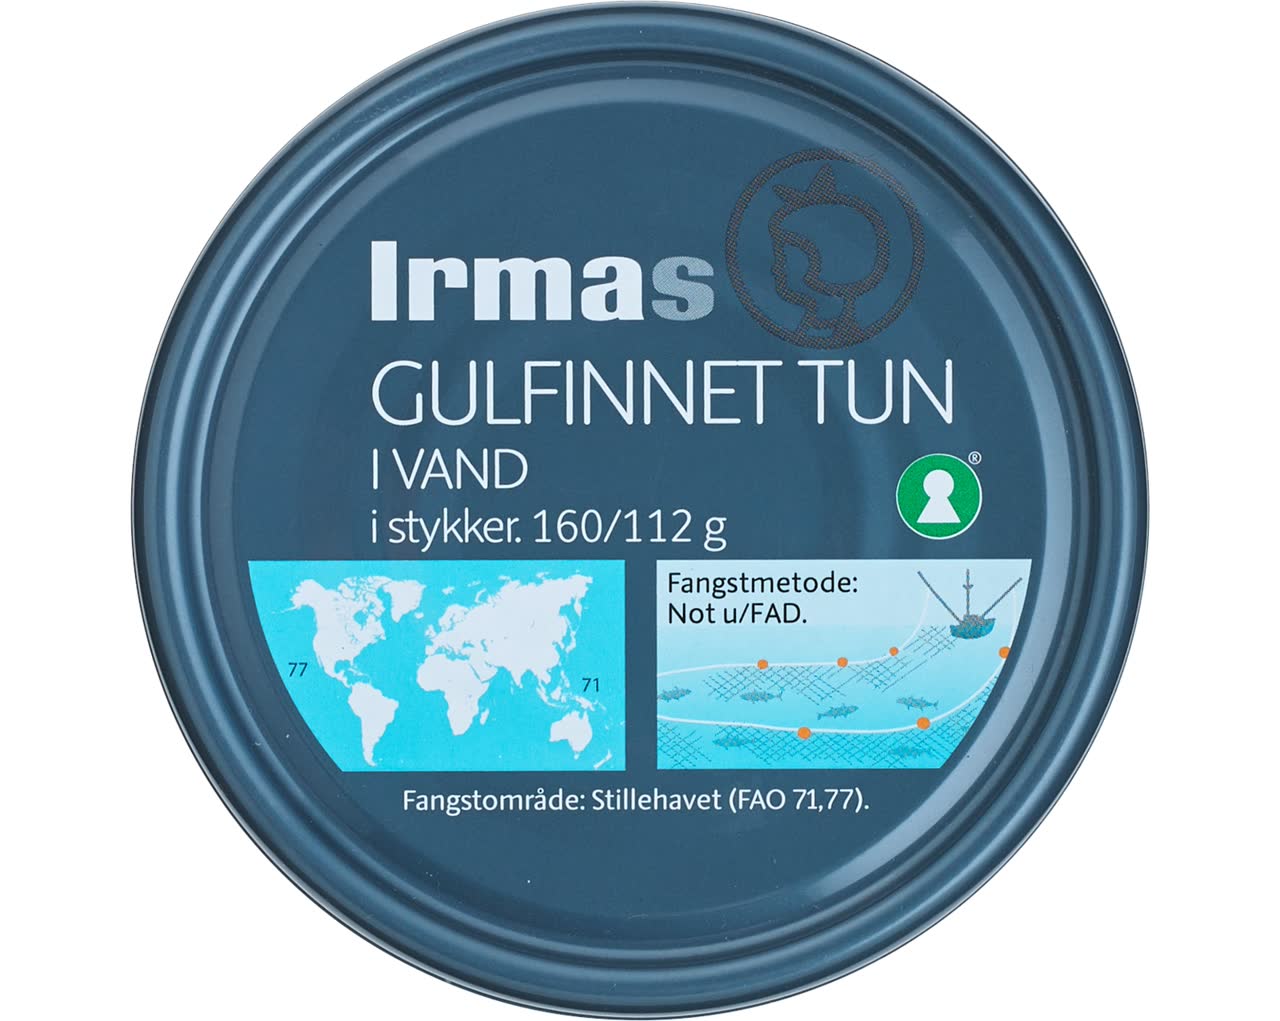 Irmas
GULFINNET TUN
I VAND
®
i stykker. 160/112 g
Fangstmetode:
Not u/FAD.
77
71
Fangstområde: Stillehavet (FAO 71,77).